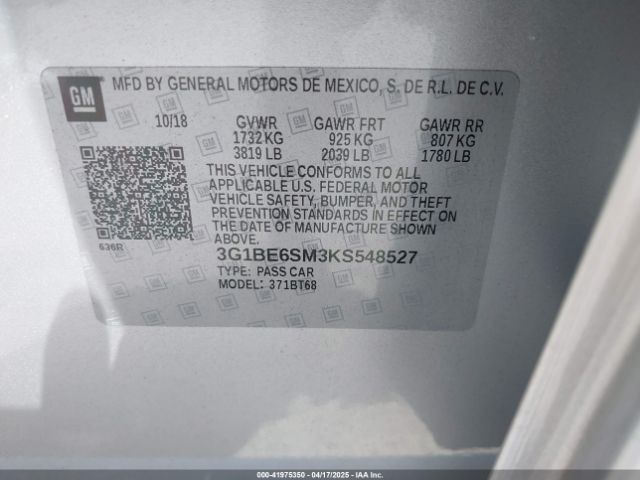 GM
MFD BY GENERAL MOTORS DE MEXICO, S. DE R.L. DE C.V.
10/18 GVWR GAWR FRT GAWR RR
1732 KG 925 KG 807 KG
3819 LB 2039 LB 1780 LB
THIS VEHICLE CONFORMS TO ALL
APPLICABLE U.S. FEDERAL MOTOR
VEHICLE SAFETY, BUMPER, AND THEFT
PREVENTION STANDARDS IN EFFECT ON
THE DATE OF MANUFACTURE SHOWN
ABOVE.
636R
3G1BE6SM3KS548527
TYPE: PASS CAR
MODEL: 371BT68
000-41975350 04/17/2025 - IAAI.com